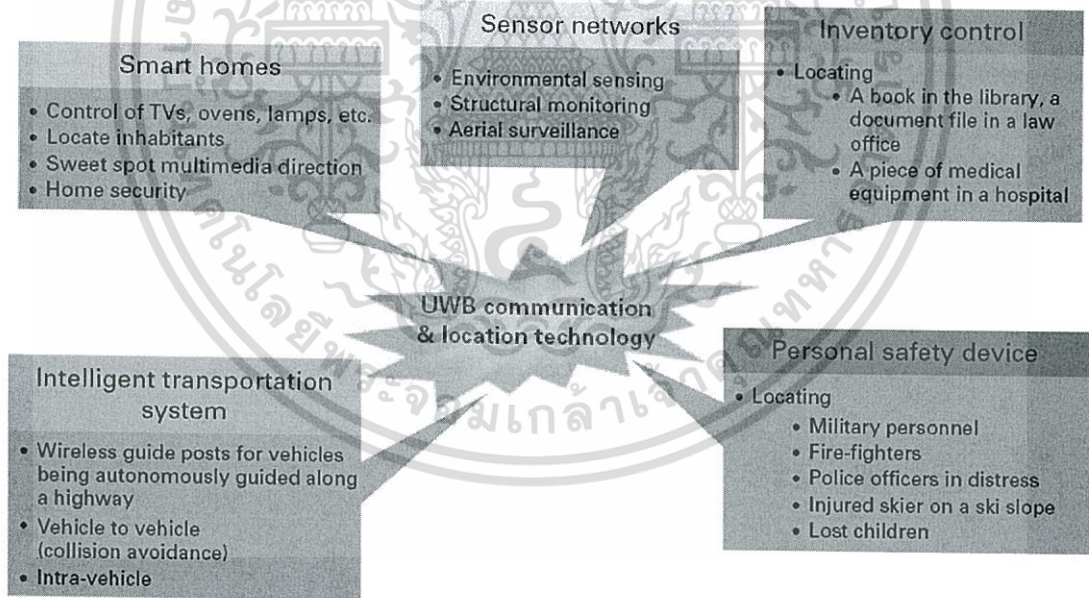 Smart homes
• Control of TVs, ovens, lamps, etc.
• Locate inhabitants
• Sweet spot multimedia direction
• Home security
Sensor networks
• Environmental sensing
• Structural monitoring
• Aerial surveillance
Inventory control
• Locating
• A book in the library, a
document file in a law
office
• A piece of medical
equipment in a hospital
UWB communication
& location technology
Intelligent transportation
system
• Wireless guide posts for vehicles
being autonomously guided along
a highway
• Vehicle to vehicle
(collision avoidance)
• Intra-vehicle
Personal safety device
• Locating
• Military personnel
• Fire-fighters
• Police officers in distress
• Injured skier on a ski slope
• Lost children